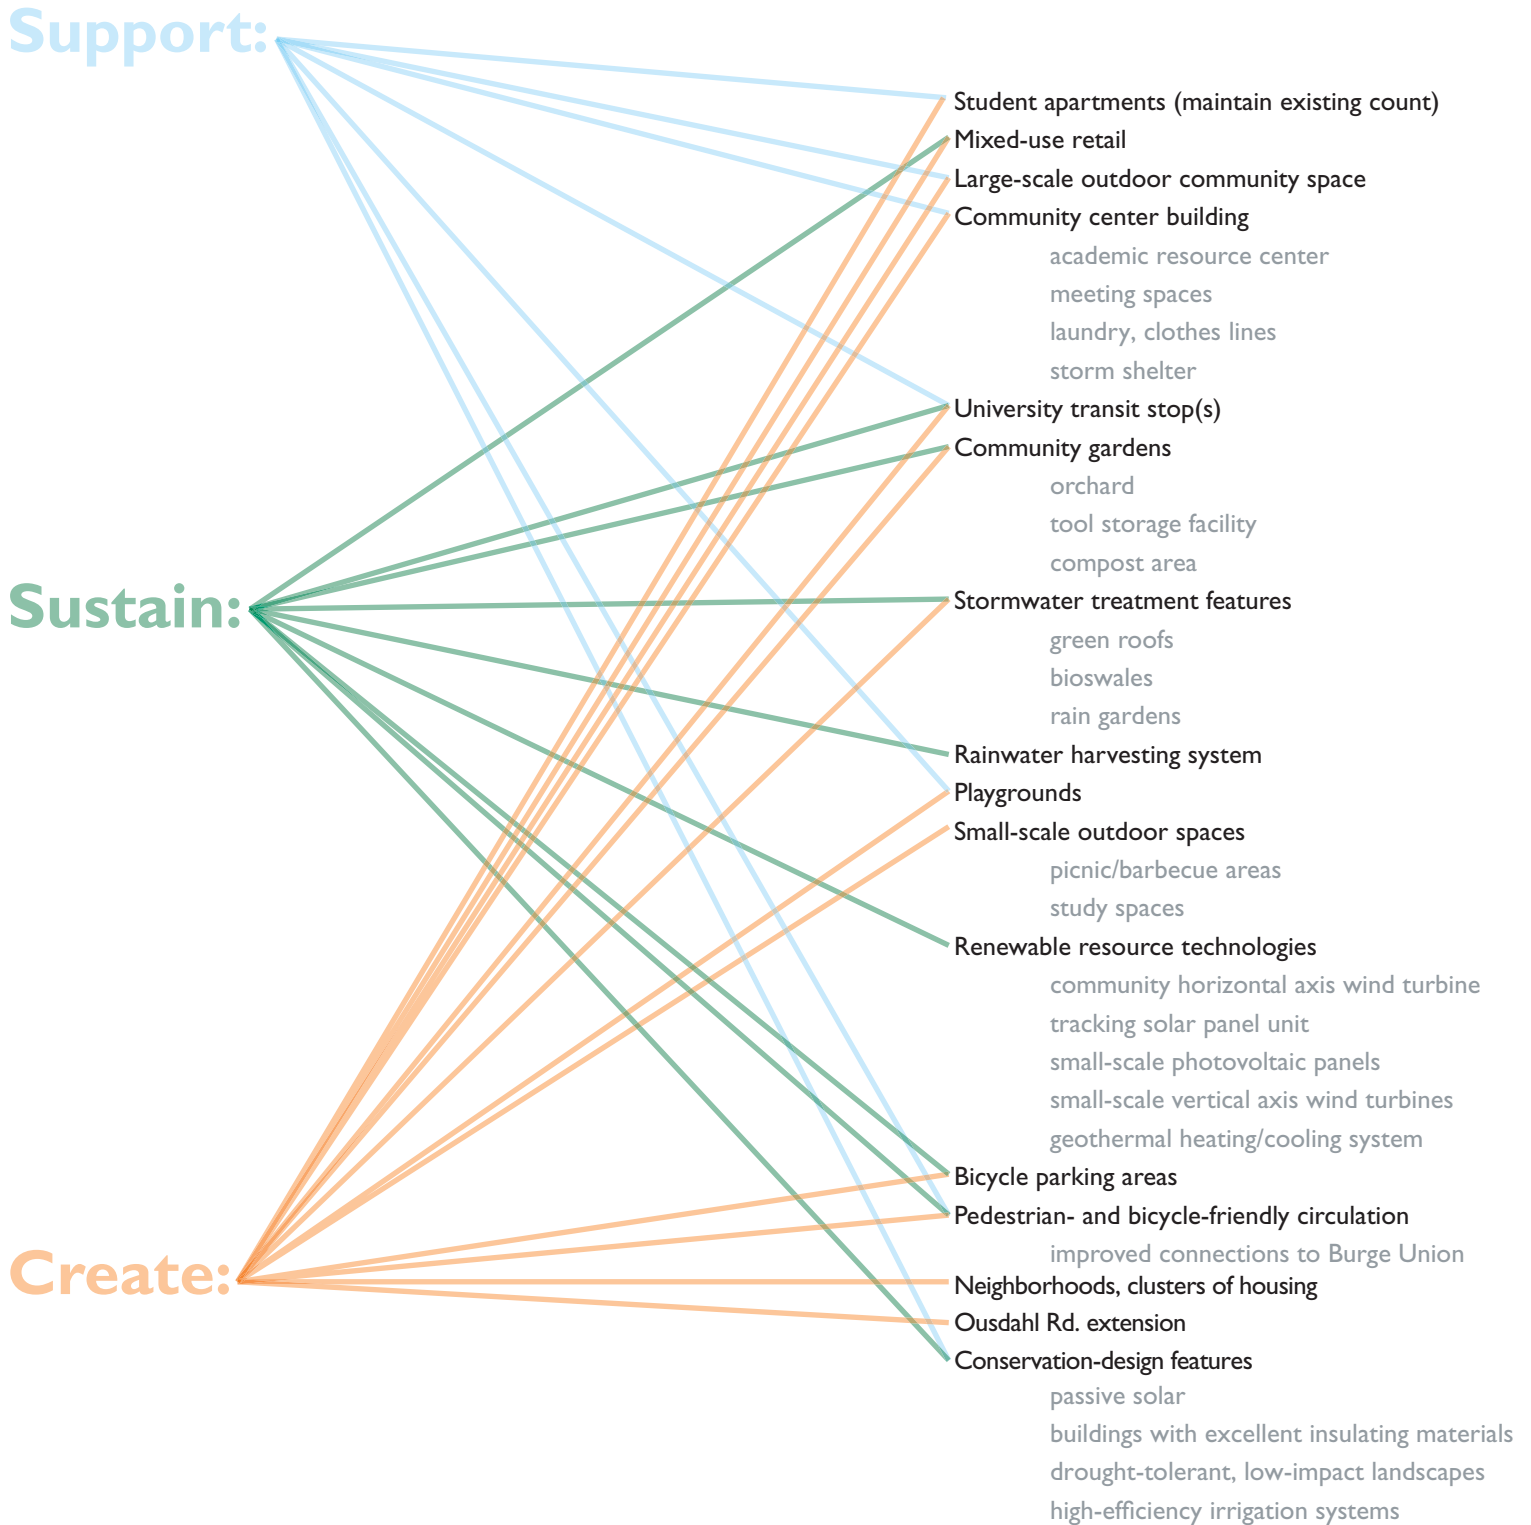 Support:
Student apartments (maintain existing count)
Mixed-use retail
Large-scale outdoor community space
Community center building
academic resource center
meeting spaces
laundry, clothes lines
storm shelter
University transit stop(s)
Community gardens
orchard
tool storage facility
compost area
Sustain:
Stormwater treatment features
green roofs
bioswales
rain gardens
Rainwater harvesting system
Playgrounds
Small-scale outdoor spaces
picnic/barbecue areas
study spaces
Renewable resource technologies
community horizontal axis wind turbine
tracking solar panel unit
small-scale photovoltaic panels
small-scale vertical axis wind turbines
geothermal heating/cooling system
Bicycle parking areas
Pedestrian- and bicycle-friendly circulation
improved connections to Burge Union
Create:
Neighborhoods, clusters of housing
Ousdahl Rd. extension
Conservation-design features
passive solar
buildings with excellent insulating materials
drought-tolerant, low-impact landscapes
high-efficiency irrigation systems